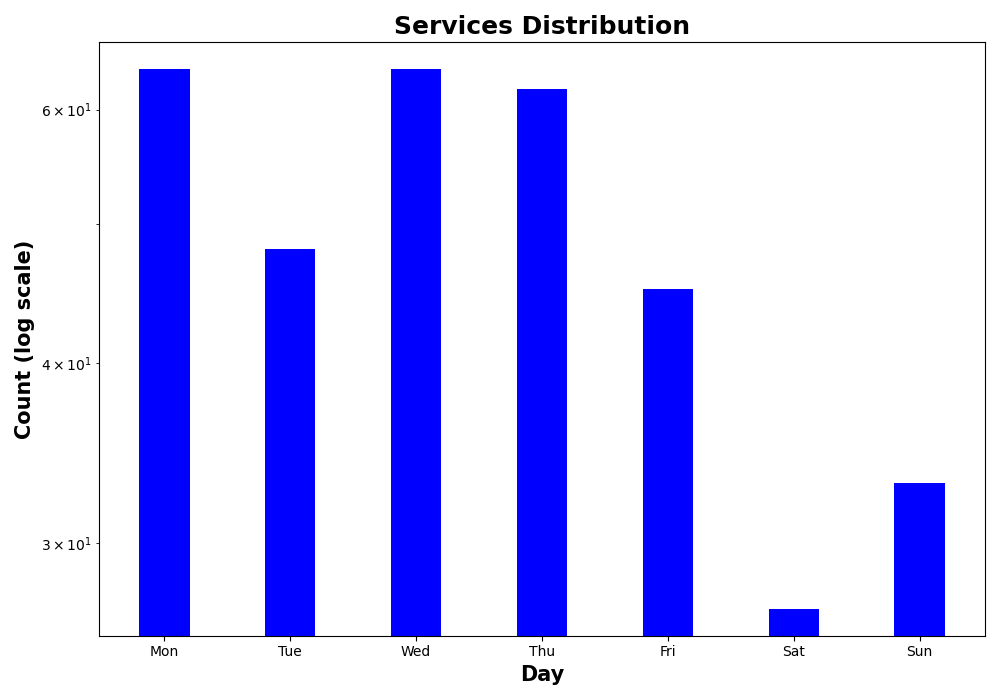 Services Distribution
6 × 10¹
4 × 10¹
3 × 10¹
Count (log scale)
Mon Tue Wed Thu Fri Sat Sun
Day